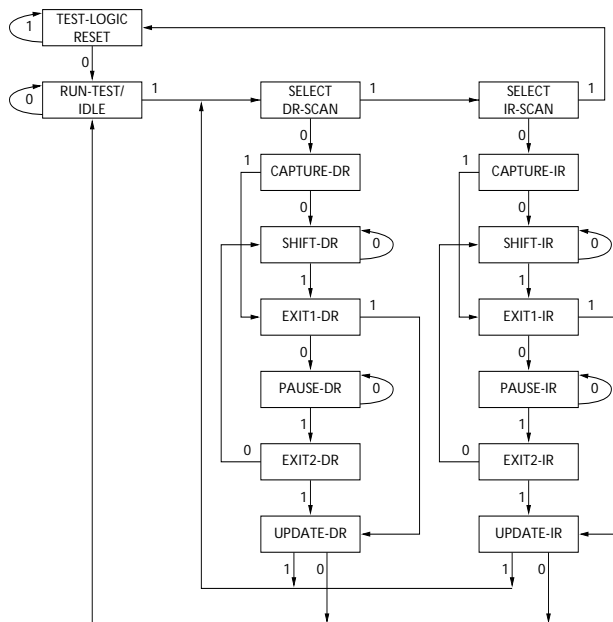 1
TEST-LOGIC
RESET
0
0
RUN-TEST/
IDLE
1
SELECT
DR-SCAN
1
SELECT
IR-SCAN
1
0
0
1
CAPTURE-DR
1
CAPTURE-IR
0
0
SHIFT-DR
0
SHIFT-IR
0
1
1
EXIT1-DR
1
EXIT1-IR
1
0
0
PAUSE-DR
0
PAUSE-IR
0
1
1
0
EXIT2-DR
0
EXIT2-IR
1
1
UPDATE-DR
UPDATE-IR
1
0
1
0